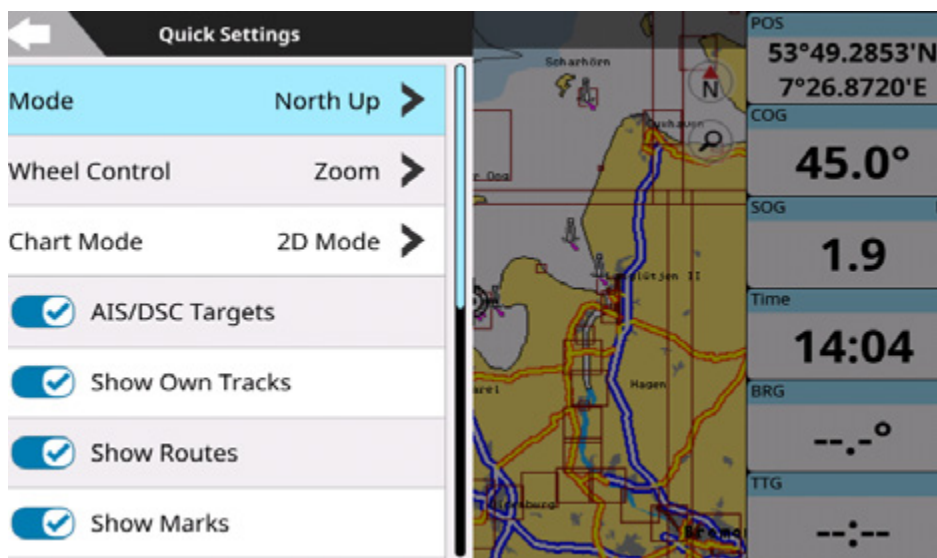 Quick Settings
Mode North Up
Wheel Control Zoom
Chart Mode 2D Mode
AIS/DSC Targets
Show Own Tracks
Show Routes
Show Marks
Scharhörn
N
Hagen
POS
53°49.2853'N
7°26.8720'E
COG
45.0°
SOG
1.9
Time
14:04
BRG
--.-°
TTG
--:--